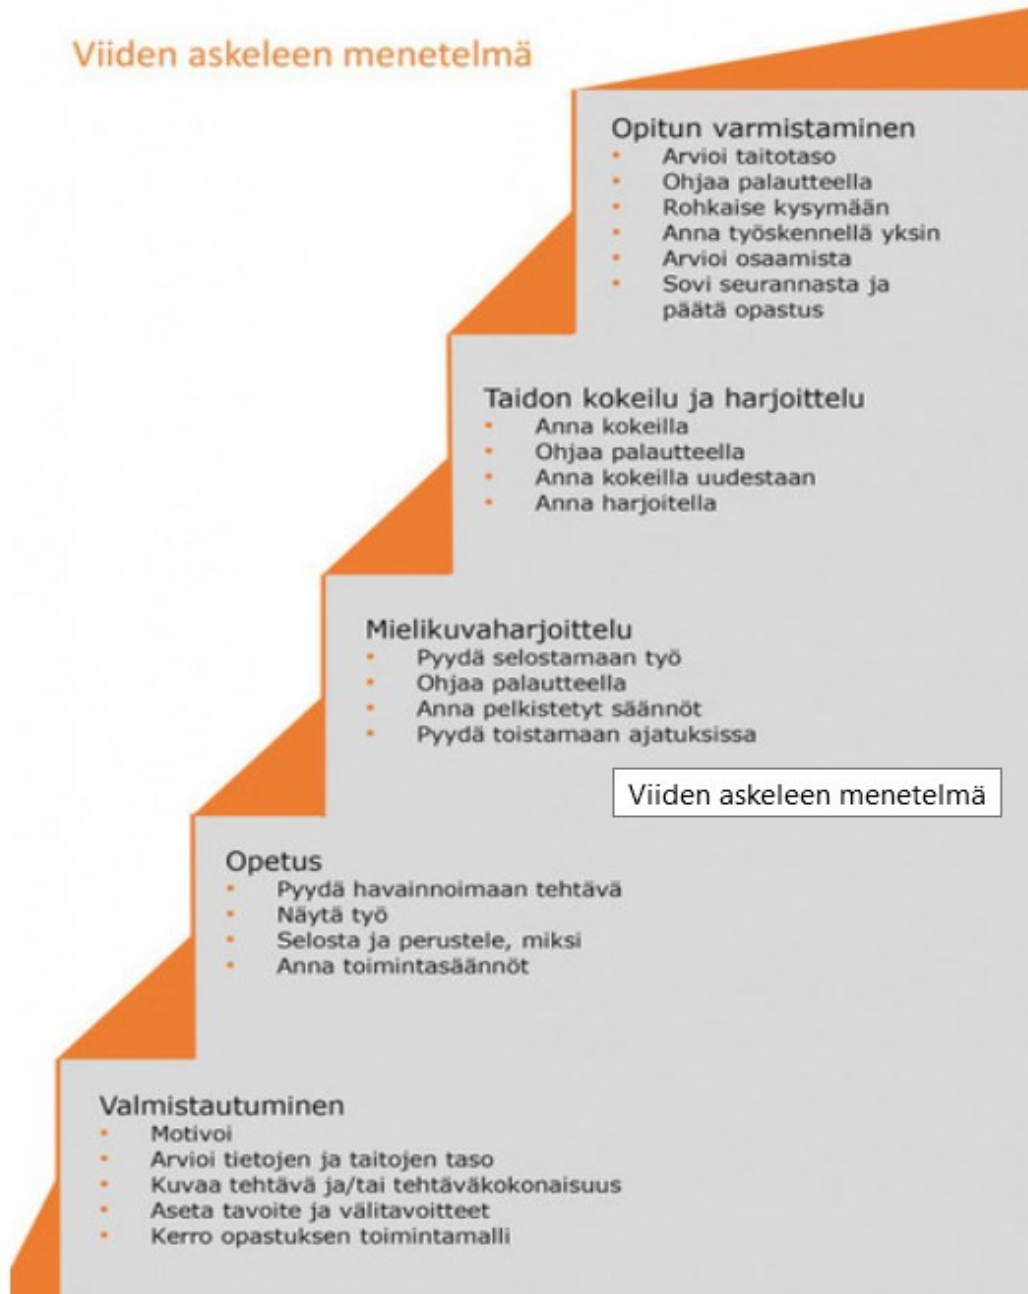 Viiden askeleen menetelmä
Opitun varmistaminen
• Arvioi taitotaso
• Ohjaa palautteella
• Rohkaise kysymään
• Anna työskennellä yksin
• Arvioi osaamista
• Sovi seurannasta ja
päätä opastus
Taidon kokeilu ja harjoittelu
• Anna kokeilla
• Ohjaa palautteella
• Anna kokeilla uudestaan
• Anna harjoitella
Mielikuvaharjoittelu
• Pyydä selostamaan työ
• Ohjaa palautteella
• Anna pelkistetyt säännöt
• Pyydä toistamaan ajatuksissa
Viiden askeleen menetelmä
Opetus
• Pyydä havainnoimaan tehtävä
• Näytä työ
• Selosta ja perustele, miksi
• Anna toimintasäännöt
Valmistautuminen
• Motivoi
• Arvioi tietojen ja taitojen taso
• Kuvaa tehtävä ja/tai tehtäväkokonaisuus
• Aseta tavoite ja välitavoitteet
• Kerro opastuksen toimintamalli